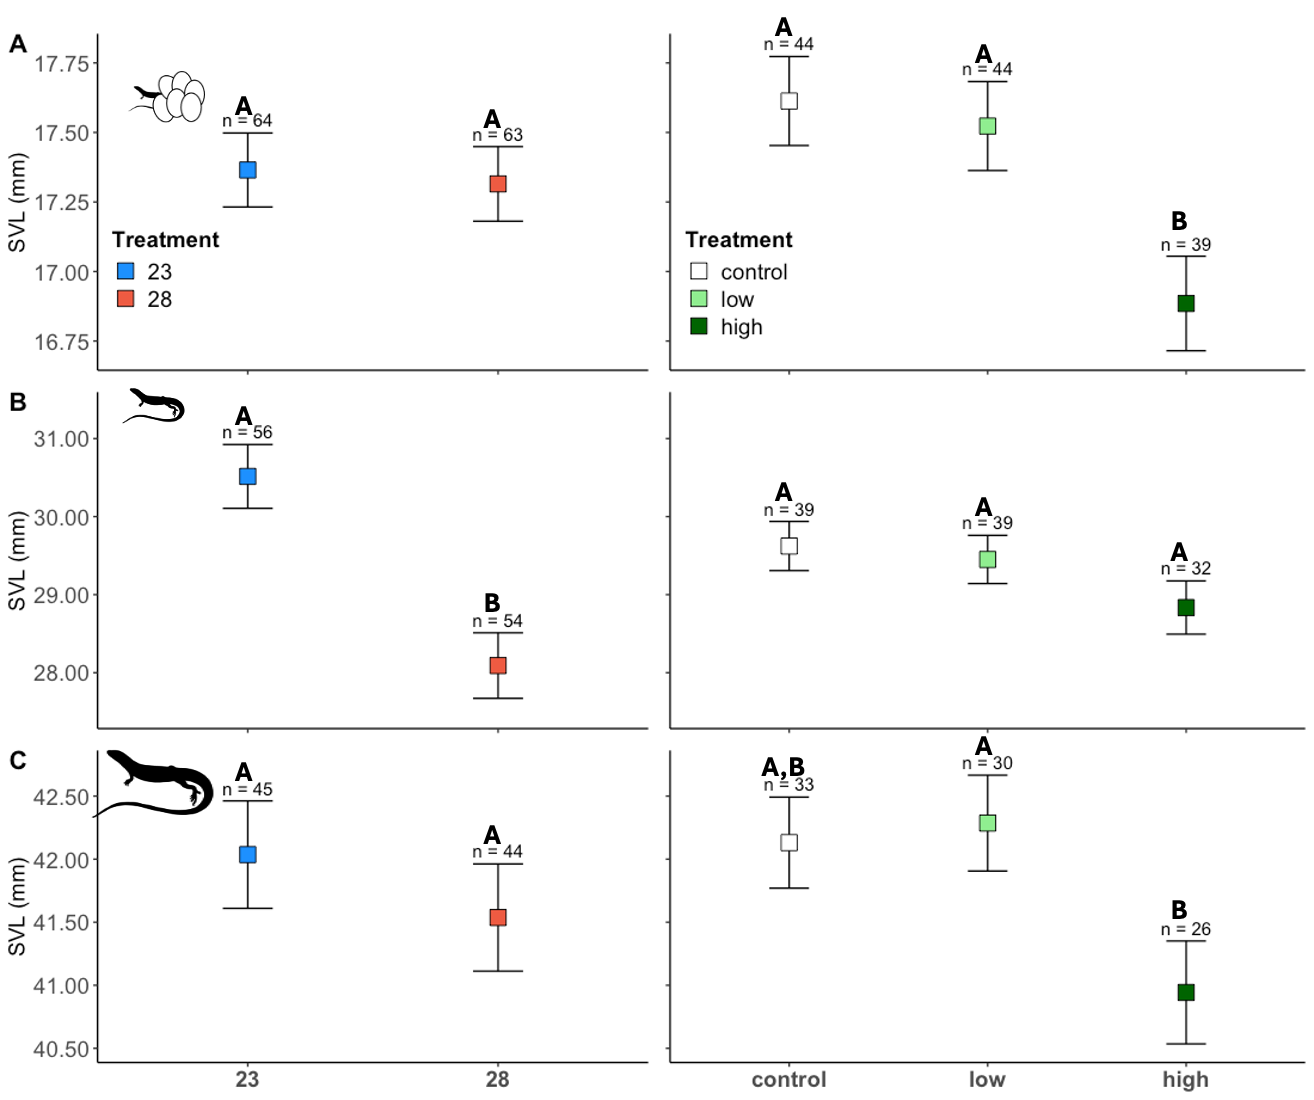 A
SVL (mm)
17.75
17.50
17.25
17.00
16.75
A
n = 64
A
n = 63
Treatment
23
28
A
n = 44
A
n = 44
B
n = 39
Treatment
control
low
high
B
SVL (mm)
31.00
30.00
29.00
28.00
A
n = 56
B
n = 54
A
n = 39
A
n = 39
A
n = 32
C
SVL (mm)
42.50
42.00
41.50
41.00
40.50
A
n = 45
A
n = 44
A,B
n = 33
A
n = 30
B
n = 26
23
28
control
low
high